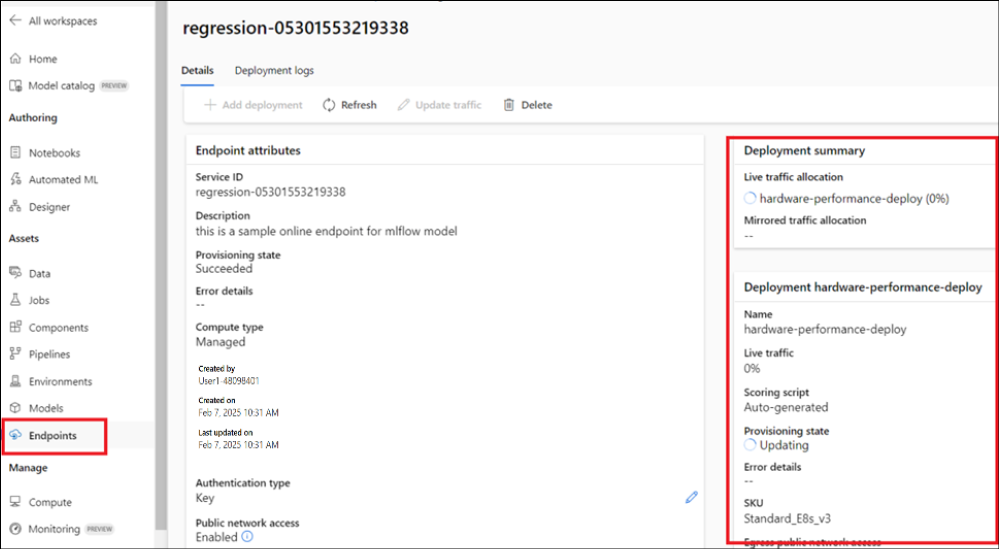 All workspaces
Home
Model catalog PREVIEW
Authoring
Notebooks
Automated ML
Designer
Assets
Data
Jobs
Components
Pipelines
Environments
Models
Endpoints
Manage
Compute
Monitoring PREVIEW
regression-05301553219338
Details Deployment logs
Add deployment Refresh Update traffic Delete
Endpoint attributes
Service ID
regression-05301553219338
Description
this is a sample online endpoint for mlflow model
Provisioning state
Succeeded
Error details
--
Compute type
Managed
Created by
User1-48098401
Created on
Feb 7, 2025 10:31 AM
Last updated on
Feb 7, 2025 10:31 AM
Authentication type
Key
Public network access
Enabled
Deployment summary
Live traffic allocation
hardware-performance-deploy (0%)
Mirrored traffic allocation
--
Deployment hardware-performance-deploy
Name
hardware-performance-deploy
Live traffic
0%
Scoring script
Auto-generated
Provisioning state
Updating
Error details
--
SKU
Standard_E8s_v3
Egress public network access